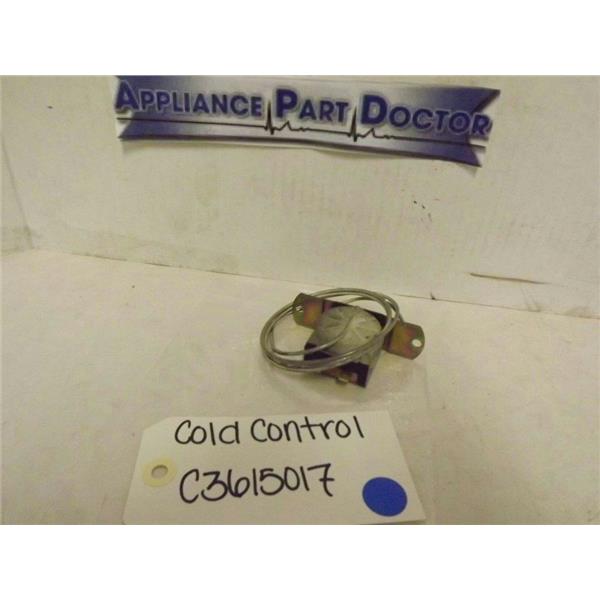 APPLIANCE PART DOCTOR
Cold Control
C3615017